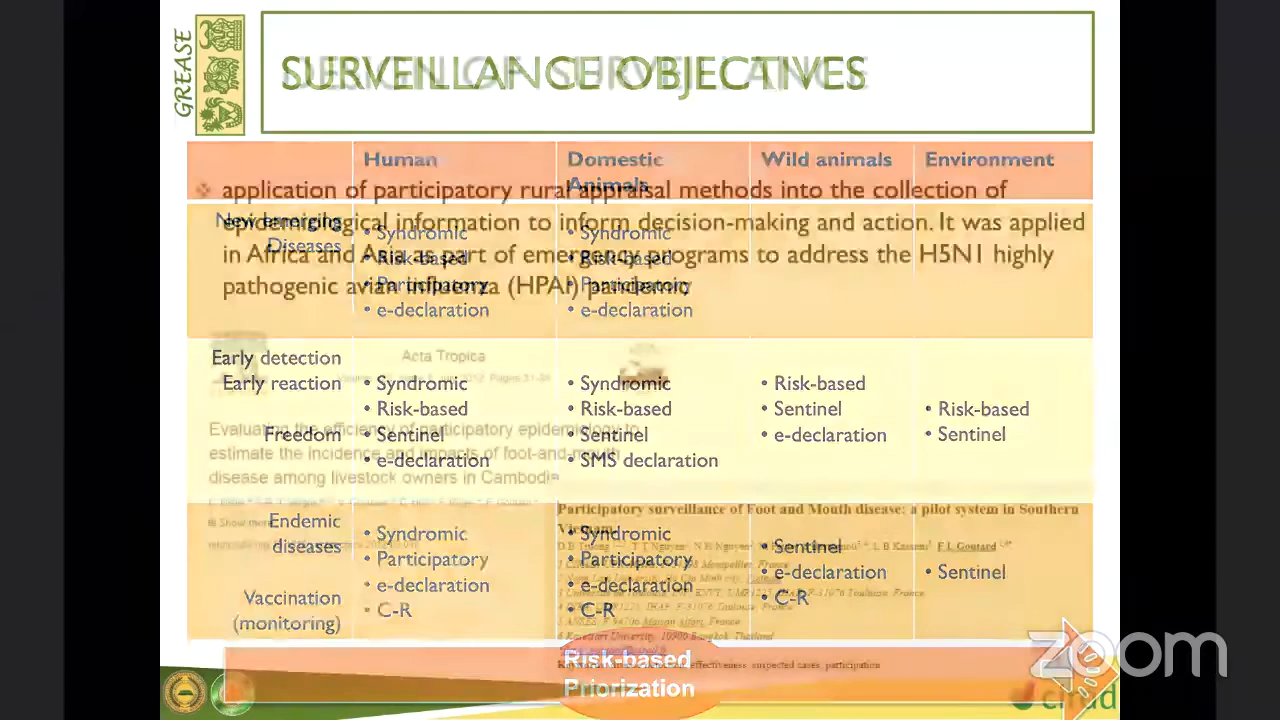 GREASE
SURVEILLANCE OBJECTIVES
Human
Domestic Animals
Wild animals
Environment
application of participatory rural appraisal methods into the collection of
epidemiological information to inform decision-making and action. It was applied
in Africa and Asia as part of emergency programs to address the H5N1 highly
pathogenic avian influenza (HPAI) pandemic
New emerging
Diseases
• Syndromic
• Risk-based
• Participatory
• e-declaration
• Syndromic
• Risk-based
• Participatory
• e-declaration
Early detection
Early reaction
Freedom
• Syndromic
• Risk-based
• Sentinel
• e-declaration
• Syndromic
• Risk-based
• Sentinel
• SMS declaration
• Risk-based
• Sentinel
• e-declaration
• Risk-based
• Sentinel
Acta Tropica
Evaluating the efficiency of participatory epidemiology to
estimate the incidence and impacts of foot-and-mouth
disease among livestock owners in Cambodia
Endemic
diseases
Vaccination
(monitoring)
• Syndromic
• Participatory
• e-declaration
• C-R
• Syndromic
• Participatory
• e-declaration
• C-R
• Sentinel
• e-declaration
• C-R
• Sentinel
Participatory surveillance of Foot and Mouth disease: a pilot system in Southern
Vietnam
F L Goutard
Risk-based
Priorization
effectiveness, suspected cases, participation
zoom
cirad